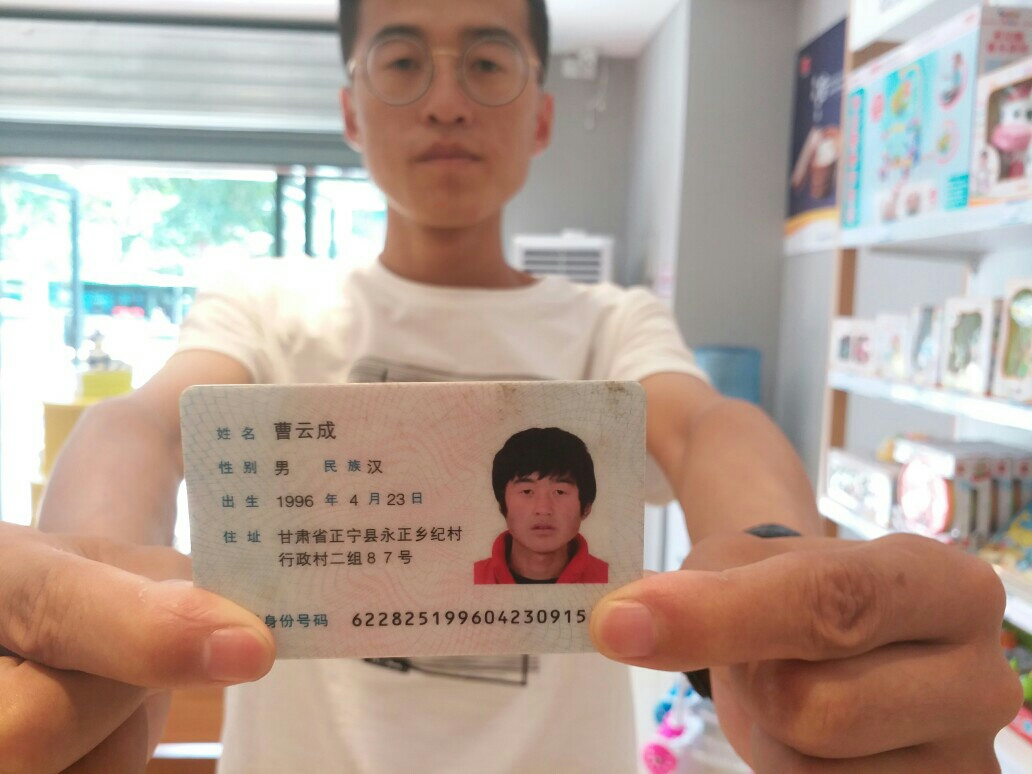 姓名 曹云成
性别 男 民族 汉
出生 1996 年 4 月 23 日
住址 甘肃省正宁县永正乡纪村
行政村二组87号
身份号码 622825199604230915